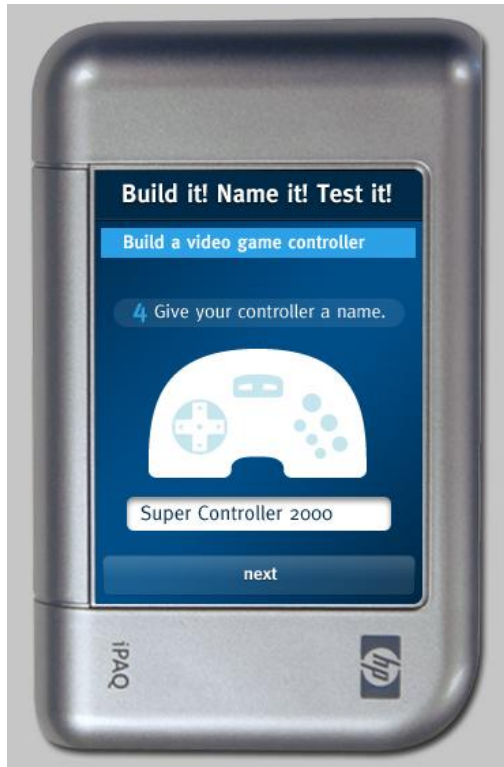 Build it! Name it! Test it!
Build a video game controller
4 Give your controller a name.
Super Controller 2000
next
iPAQ
hp